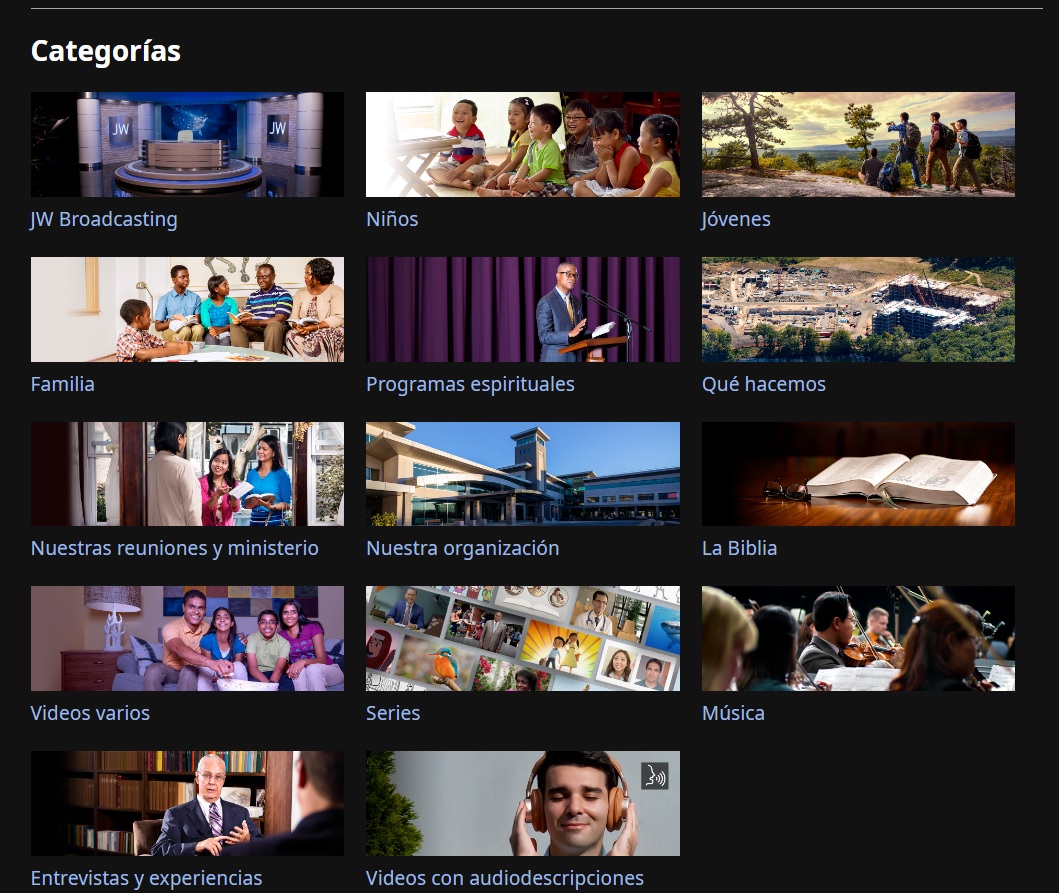 Categorías
JW
JW
JW Broadcasting
Niños
Jóvenes
Familia
Programas espirituales
Qué hacemos
Nuestras reuniones y ministerio
Nuestra organización
La Biblia
Videos varios
Series
Música
Entrevistas y experiencias
Videos con audiodescripciones